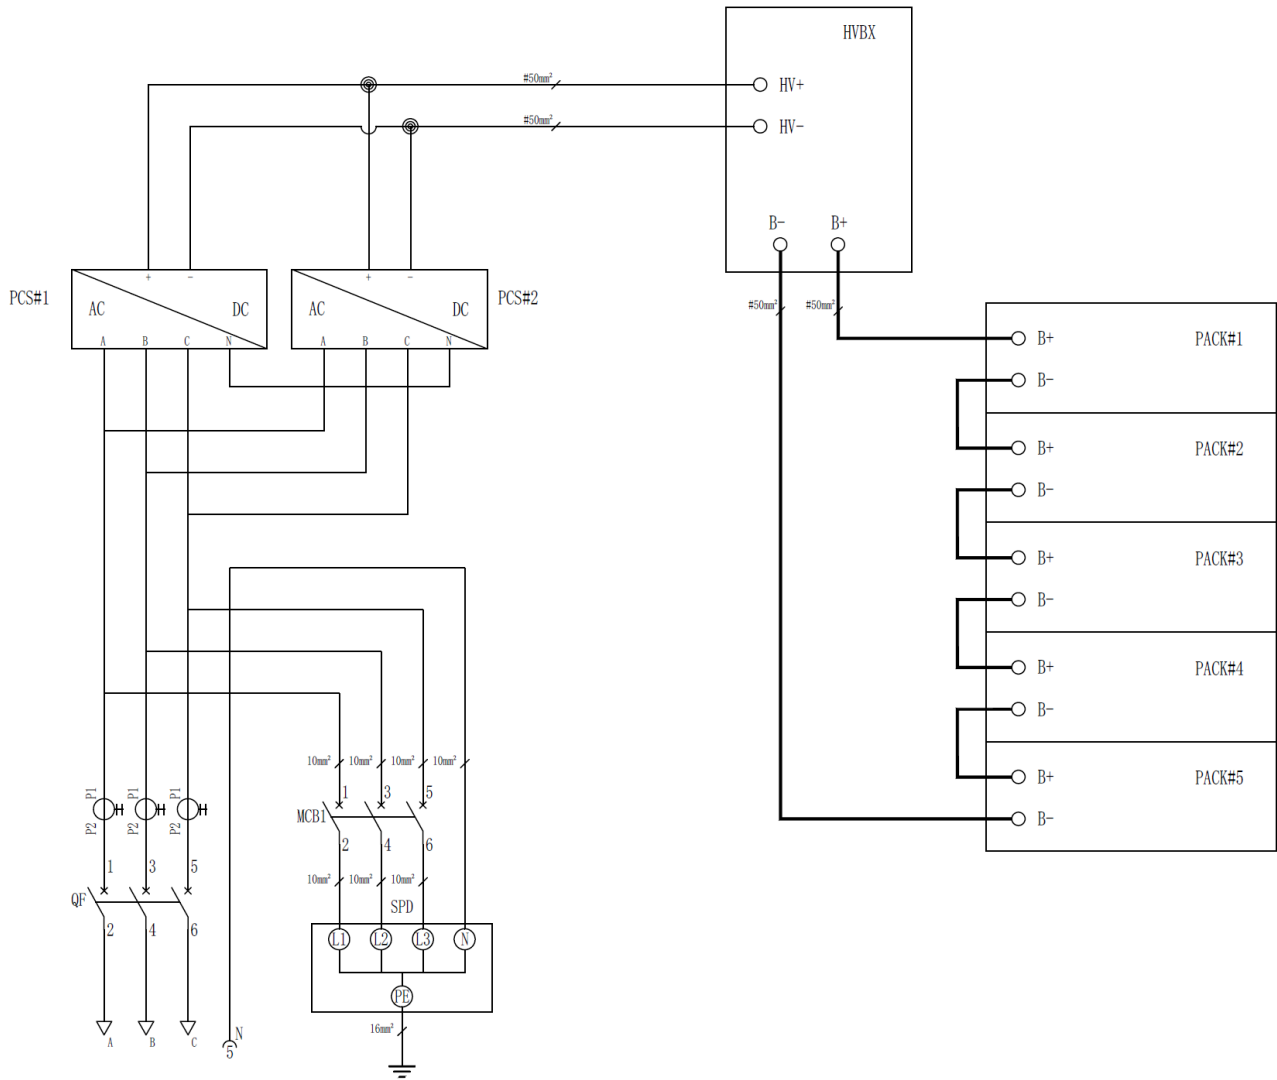 HVBX
#50mm²
HV+
#50mm²
HV-
B-
B+
PCS#1
+
-
AC
DC
A
B
C
N
+
-
AC
DC
A
B
C
N
PCS#2
#50mm²
#50mm²
B+
PACK#1
B-
B+
PACK#2
B-
B+
PACK#3
B-
B+
PACK#4
B-
B+
PACK#5
B-
10mm²
10mm²
10mm²
10mm²
P1
P1
P1
P2
P2
P2
MCB1
1
3
5
2
4
6
QF
1
3
5
2
4
6
10mm²
10mm²
10mm²
SPD
L1
L2
L3
N
PE
16mm²
A
B
C
N
5